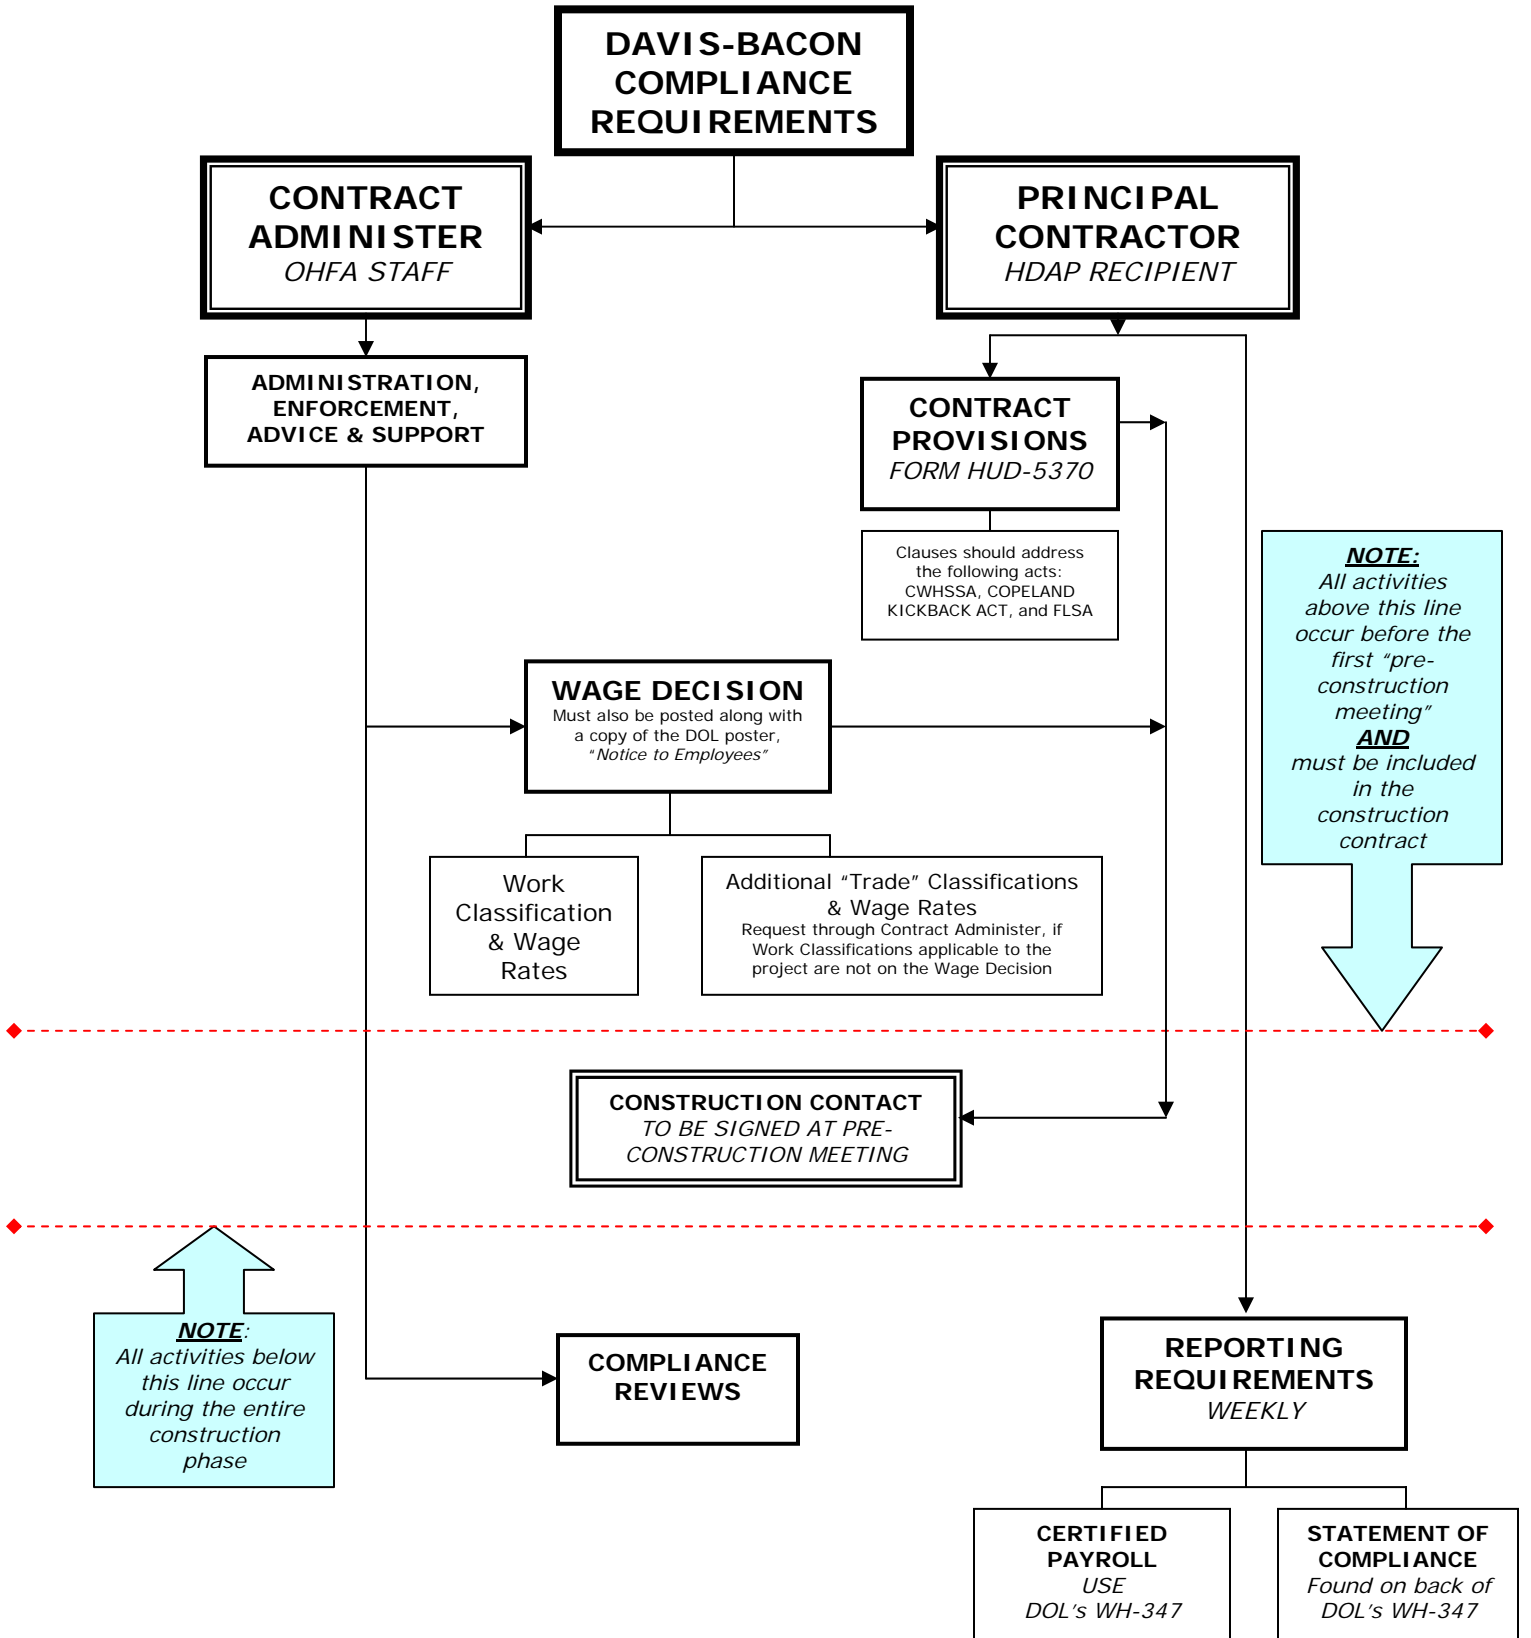 DAVIS-BACON
COMPLIANCE
REQUIREMENTS
CONTRACT
ADMINISTER
OHFA STAFF
PRINCIPAL
CONTRACTOR
HDAP RECIPIENT
ADMINISTRATION,
ENFORCEMENT,
ADVICE & SUPPORT
CONTRACT
PROVISIONS
FORM HUD-5370
Clauses should address
the following acts:
CWHSSA, COPELAND
KICKBACK ACT, and FLSA
NOTE:
All activities
above this line
occur before the
first “pre-
construction
meeting”
AND
must be included
in the
construction
contract
WAGE DECISION
Must also be posted along with
a copy of the DOL poster,
“Notice to Employees”
Work
Classification
& Wage
Rates
Additional “Trade” Classifications
& Wage Rates
Request through Contract Administer, if
Work Classifications applicable to the
project are not on the Wage Decision
CONSTRUCTION CONTACT
TO BE SIGNED AT PRE-
CONSTRUCTION MEETING
NOTE:
All activities below
this line occur
during the entire
construction
phase
COMPLIANCE
REVIEWS
REPORTING
REQUIREMENTS
WEEKLY
CERTIFIED
PAYROLL
USE
DOL’s WH-347
STATEMENT OF
COMPLIANCE
Found on back of
DOL’s WH-347